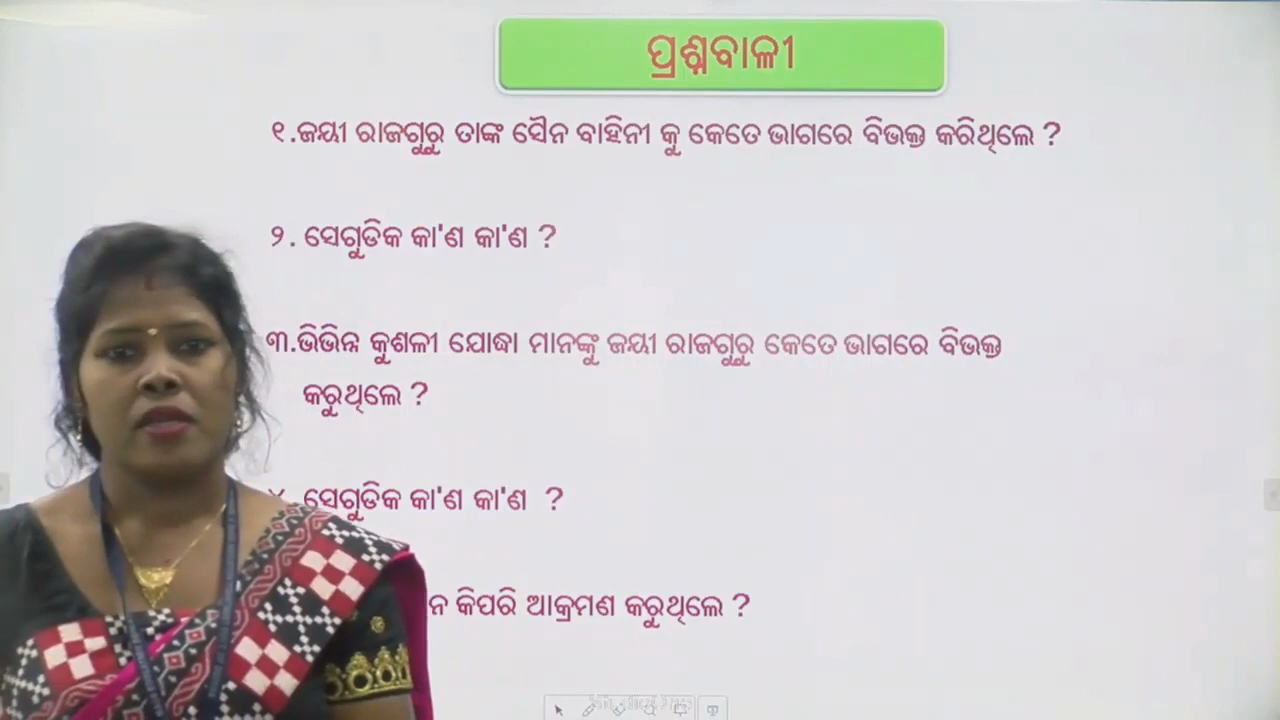 ପ୍ରଶ୍ନବାଳୀ
୧.ଜୟୀ ରାଜଗୁରୁ ତାଙ୍କ ସୈନ ବାହିନୀ କୁ କେତେ ଭାଗରେ ବିଭକ୍ତ କରିଥିଲେ ?
୨. ସେଗୁଡିକ କା'ଣ କା'ଣ ?
୩.ଭିଭିନ୍ନ କୁଶଳୀ ଯୋଦ୍ଧା ମାନଙ୍କୁ ଜୟୀ ରାଜଗୁରୁ କେତେ ଭାଗରେ ବିଭକ୍ତ
କରୁଥିଲେ ?
ସେଗୁଡିକ କା'ଣ କା'ଣ ?
କିପରି ଆକ୍ରମଣ କରୁଥିଲେ ?